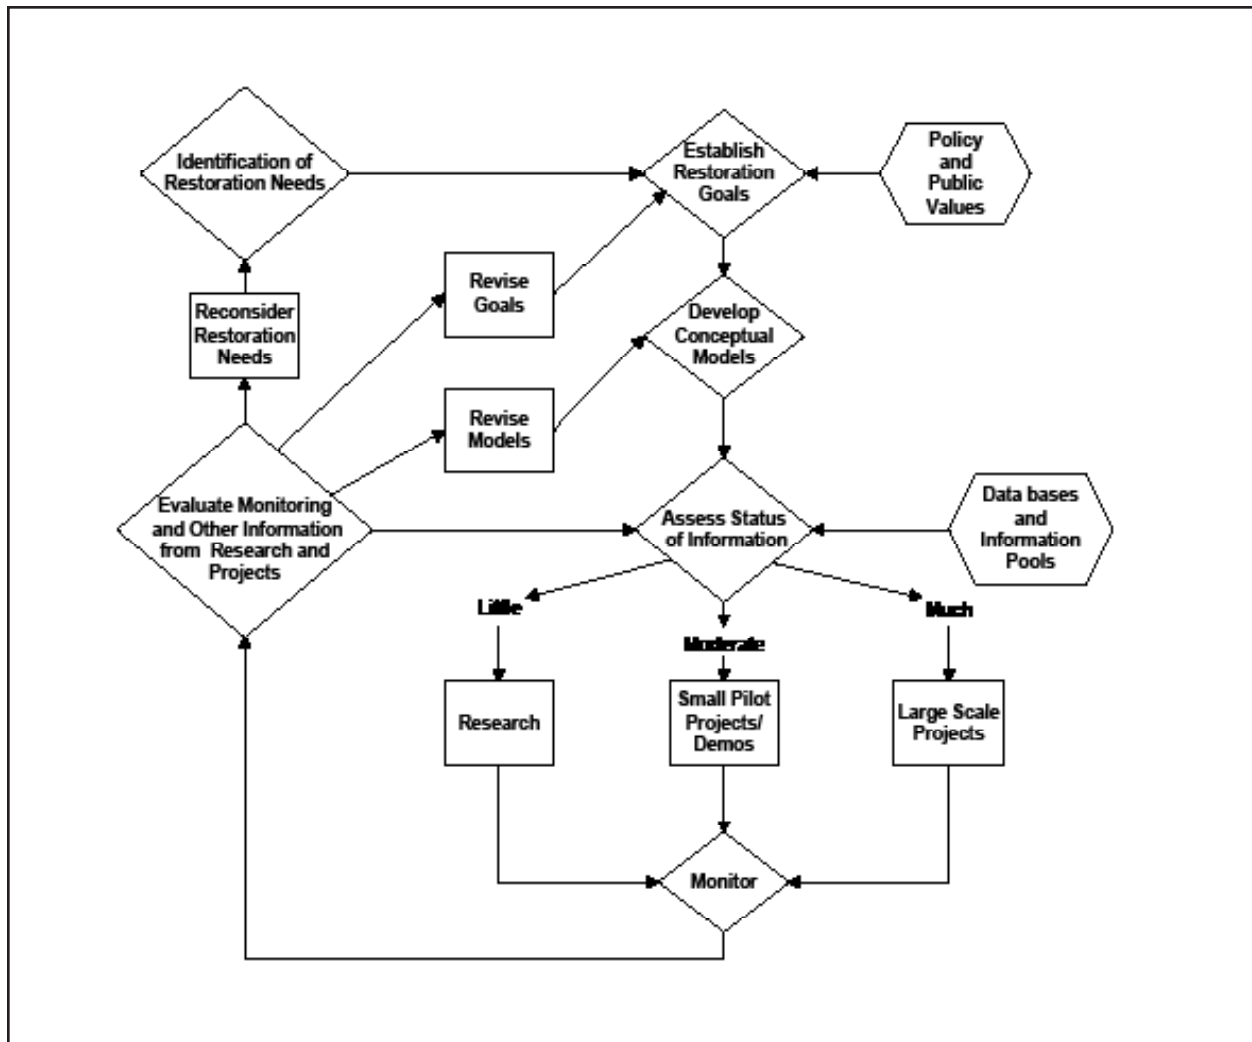 Identification of
Restoration Needs
Establish
Restoration
Goals
Policy
and
Public
Values
Revise
Goals
Reconsider
Restoration
Needs
Develop
Conceptual
Models
Revise
Models
Evaluate Monitoring
and Other Information
from Research and
Projects
Assess Status
of Information
Data bases
and
Information
Pools
Little
Moderate
Much
Research
Small Pilot
Projects/
Demos
Large Scale
Projects
Monitor